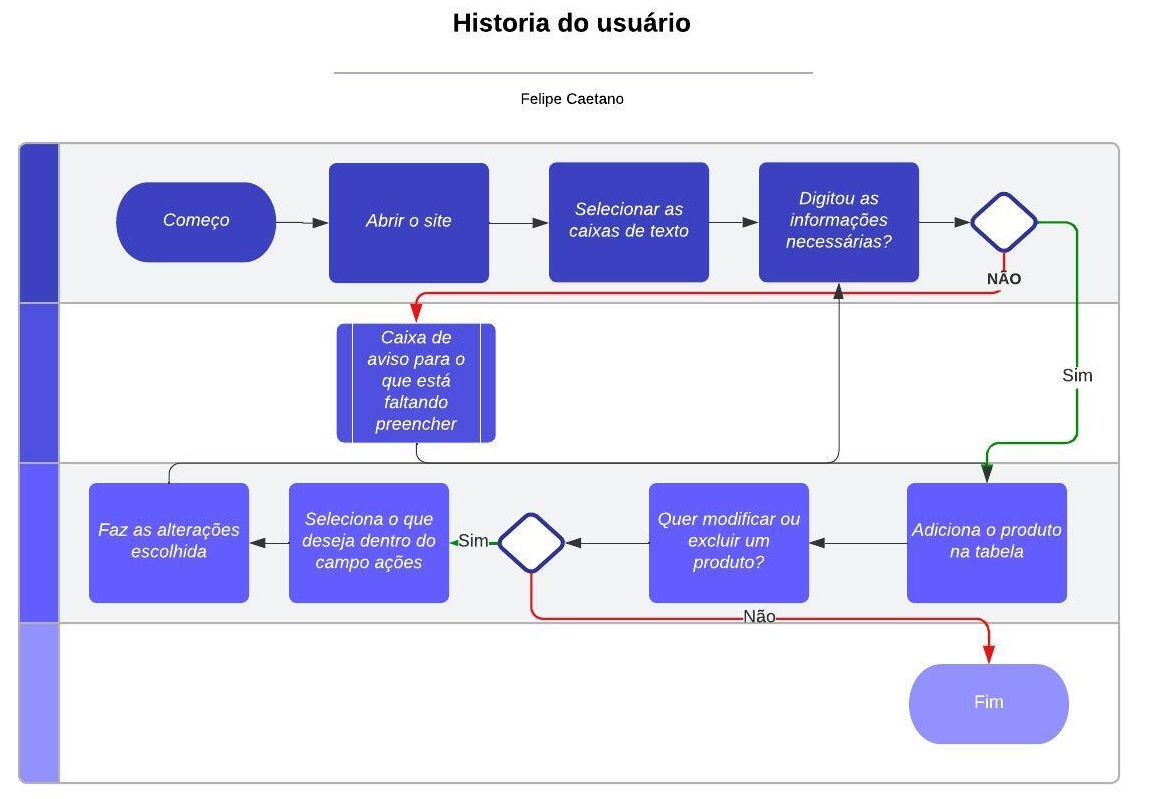 Historia do usuário
Felipe Caetano
Começo
Abrir o site
Selecionar as
caixas de texto
Digitou as
informações
necessárias?
NÃO
Caixa de
aviso para o
que está
faltando
preencher
Sim
Faz as alterações
escolhida
Seleciona o que
deseja dentro do
campo ações
Sim
Quer modificar ou
excluir um
produto?
Adiciona o produto
na tabela
Não
Fim